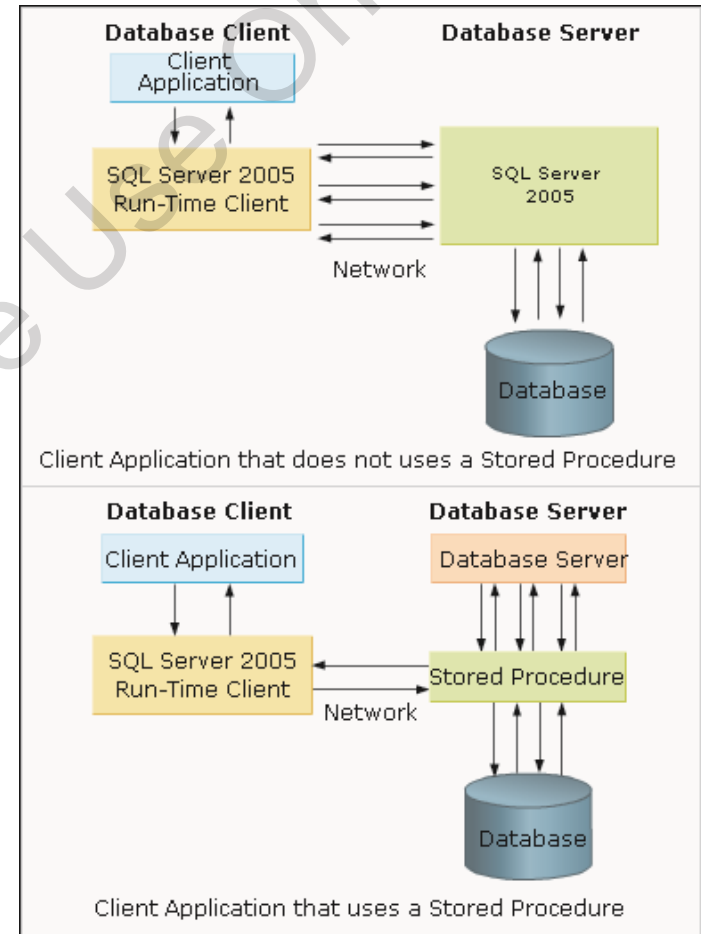 Database Client
Database Server
Client
Application
SQL Server 2005
Run-Time Client
SQL Server
2005
Network
Database
Client Application that does not uses a Stored Procedure
Database Client
Database Server
Client Application
Database Server
SQL Server 2005
Run-Time Client
Stored Procedure
Network
Database
Client Application that uses a Stored Procedure
e Use On